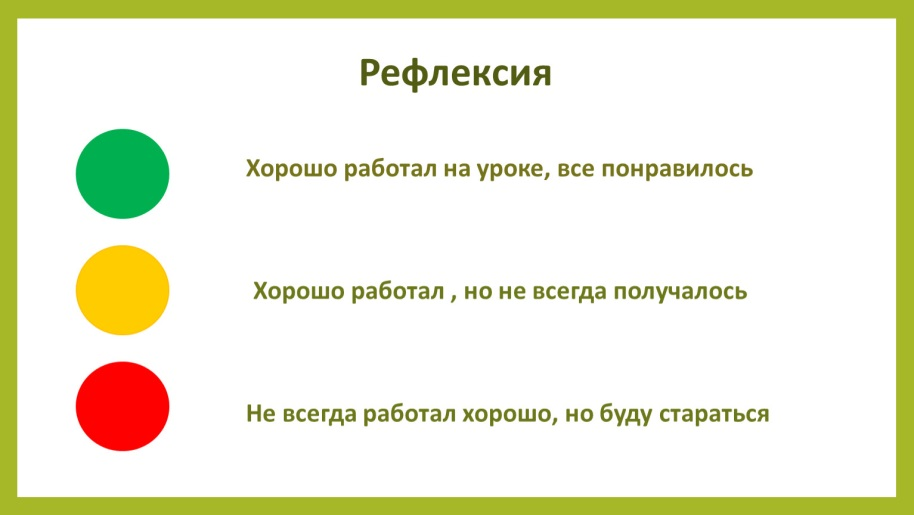 Рефлексия
Хорошо работал на уроке, все понравилось
Хорошо работал , но не всегда получалось
Не всегда работал хорошо, но буду стараться